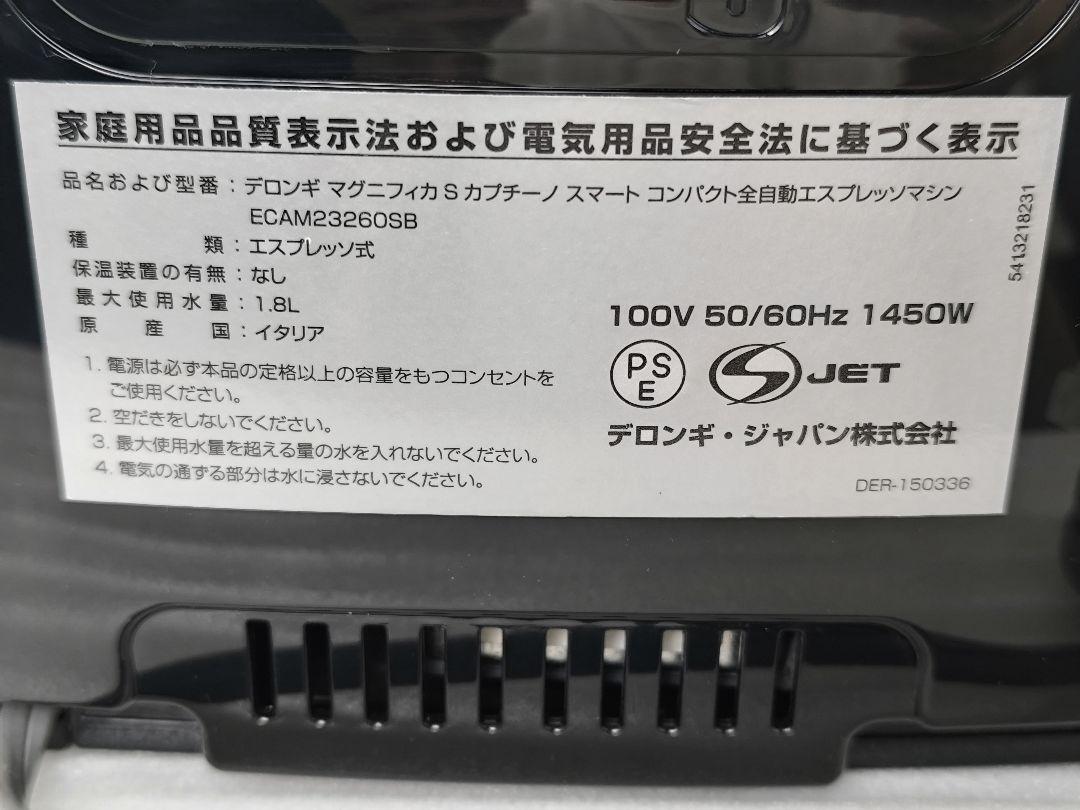 家庭用品品質表示法および電気用品安全法に基づく表示
品名および型番：デロンギ マグニフィカ S カプチーノ スマート コンパクト全自動エスプレッソマシン
ECAM23260SB
種類：エスプレッソ式
保温装置の有無：なし
最大使用水量：1.8L
原産国：イタリア
1. 電源は必ず本品の定格以上の容量をもつコンセントを
ご使用ください。
2. 空だきをしないでください。
3. 最大使用水量を超える量の水を入れないでください。
4. 電気の通ずる部分は水に浸さないでください。
100V 50/60Hz 1450W
PS
E
S JET
デロンギ・ジャパン株式会社
DER-150336
5413218231